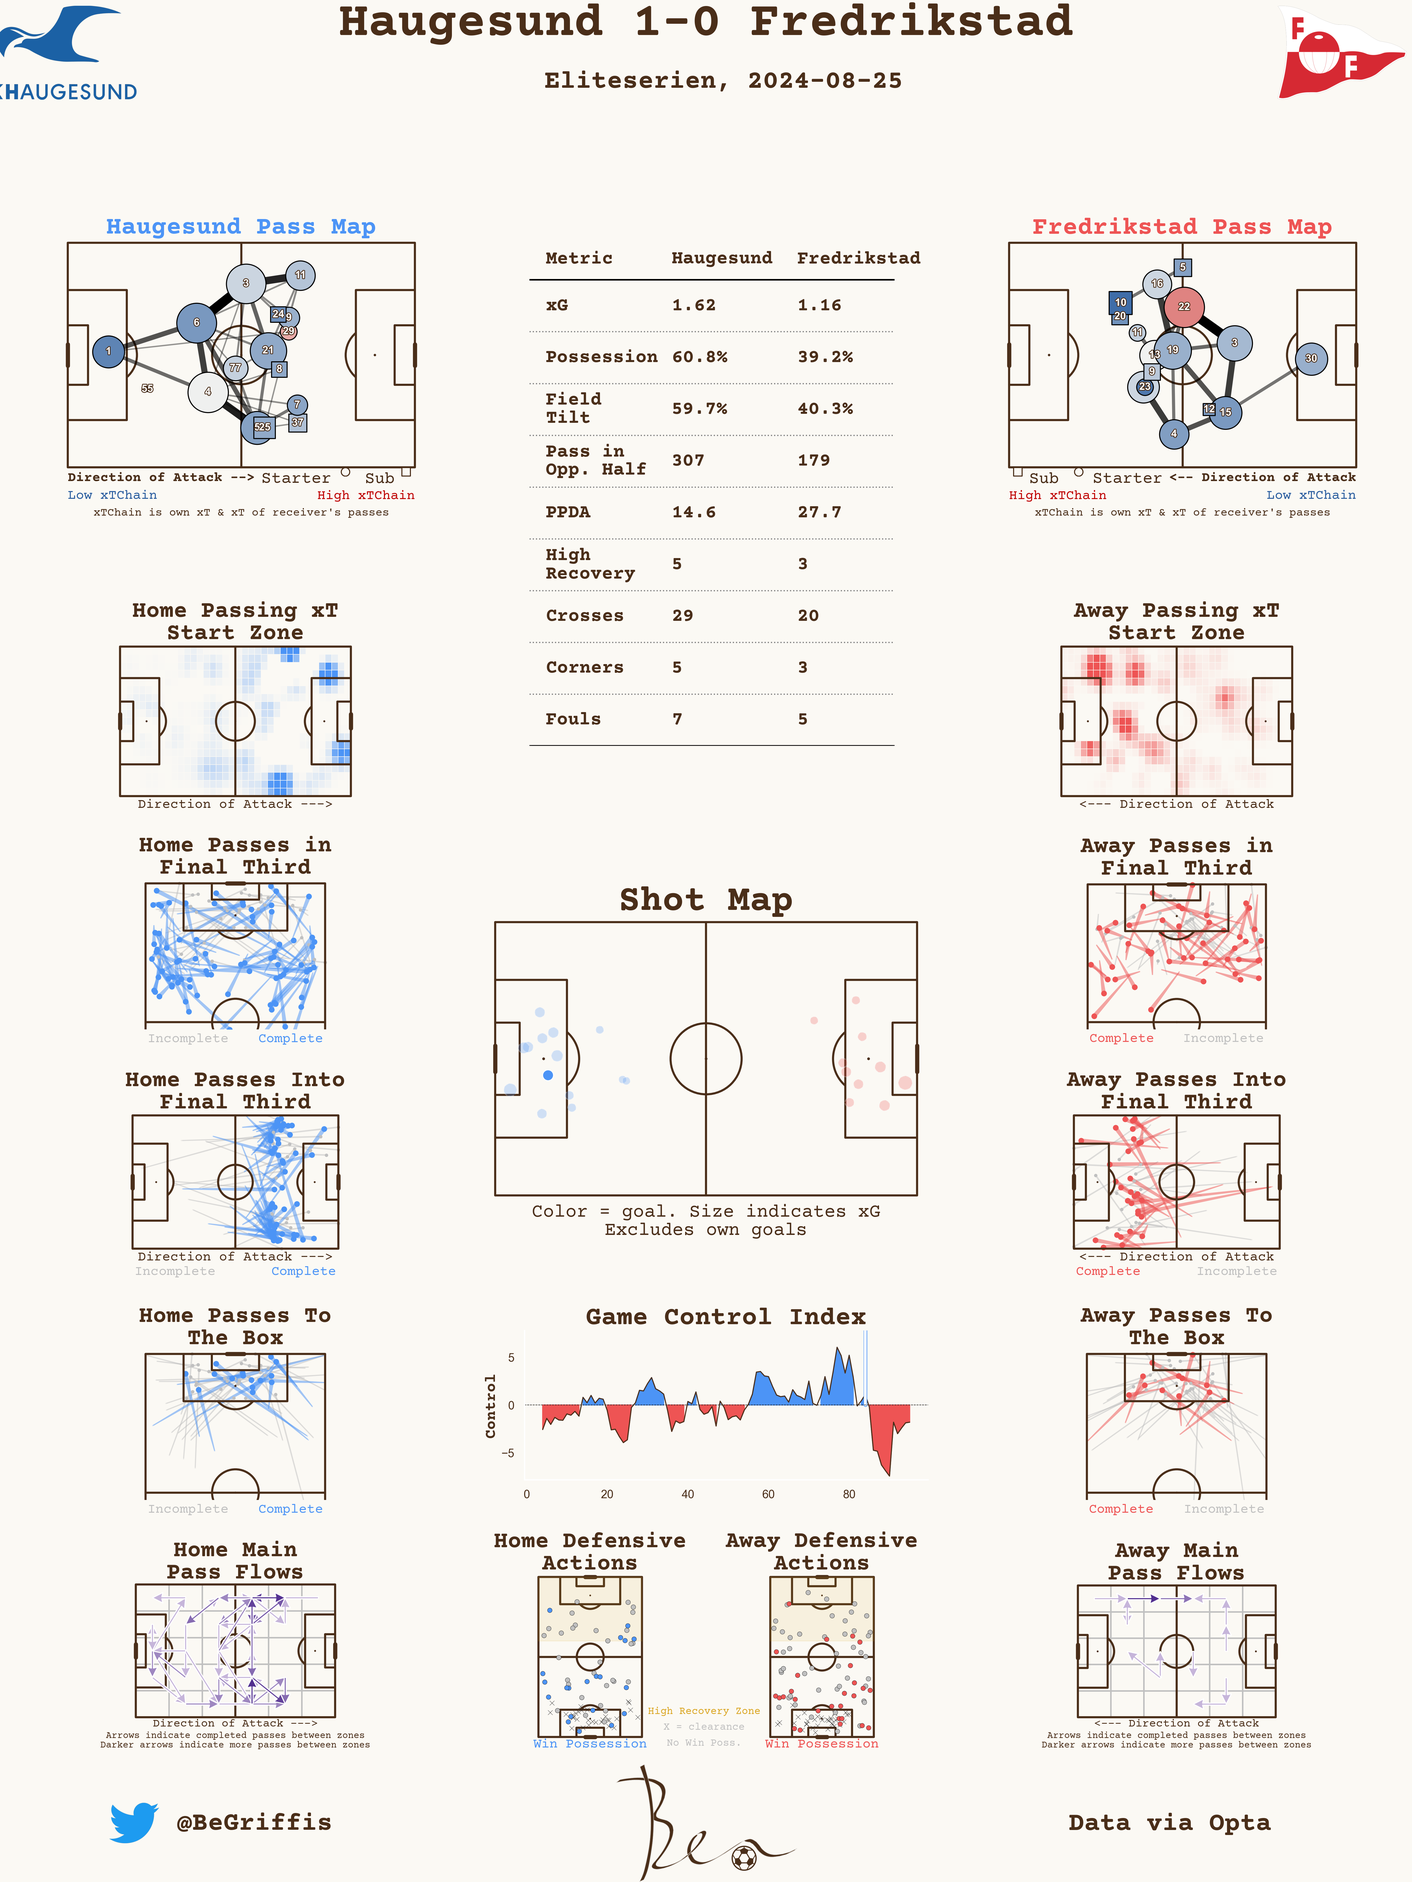 Haugesund 1-0 Fredrikstad
Eliteserien, 2024-08-25
KHAUGESUND
F
F
Haugesund Pass Map
1
6
3
11
24
9
29
21
77
8
55
4
7
37
25
Direction of Attack --> Starter Sub
Low xTChain High xTChain
xTChain is own xT & xT of receiver's passes
Metric Haugesund Fredrikstad
xG 1.62 1.16
Possession 60.8% 39.2%
Field
Tilt 59.7% 40.3%
Pass in
Opp. Half 307 179
PPDA 14.6 27.7
High
Recovery 5 3
Crosses 29 20
Corners 5 3
Fouls 7 5
Fredrikstad Pass Map
5
16
10
20
22
11
13
19
3
30
9
23
12
15
4
Sub Starter <-- Direction of Attack
High xTChain Low xTChain
xTChain is own xT & xT of receiver's passes
Home Passing xT
Start Zone
Direction of Attack --->
Away Passing xT
Start Zone
<--- Direction of Attack
Home Passes in
Final Third
Incomplete Complete
Away Passes in
Final Third
Complete Incomplete
Shot Map
Color = goal. Size indicates xG
Excludes own goals
Home Passes Into
Final Third
Direction of Attack --->
Incomplete Complete
Away Passes Into
Final Third
<--- Direction of Attack
Complete Incomplete
Home Passes To
The Box
Incomplete Complete
Game Control Index
Control
5
0
−5
0 20 40 60 80
Away Passes To
The Box
Complete Incomplete
Home Main
Pass Flows
Direction of Attack --->
Arrows indicate completed passes between zones
Darker arrows indicate more passes between zones
Home Defensive
Actions
Win Possession
Away Defensive
Actions
Win Possession
High Recovery Zone
X = clearance
No Win Poss.
Away Main
Pass Flows
<--- Direction of Attack
Arrows indicate completed passes between zones
Darker arrows indicate more passes between zones
@BeGriffis
Ben
Data via Opta